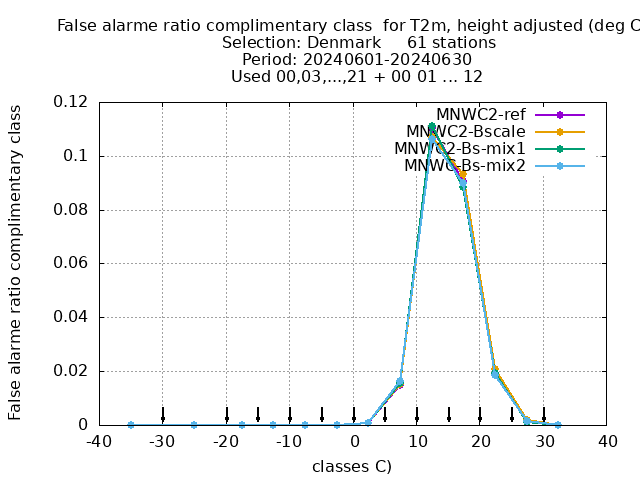 False alarme ratio complimentary class  for T2m, height adjusted (deg C
Selection: Denmark     61 stations
Period: 20240601-20240630
Used 00,03,...,21 + 00 01 ... 12
False alarme ratio complimentary class
0.12
0.1
0.08
0.06
0.04
0.02
0
MNWC2-ref
MNWC2-Bscale
MNWC2-Bs-mix1
MNWC-Bs-mix2
-40 -30 -20 -10 0 10 20 30 40
classes C)